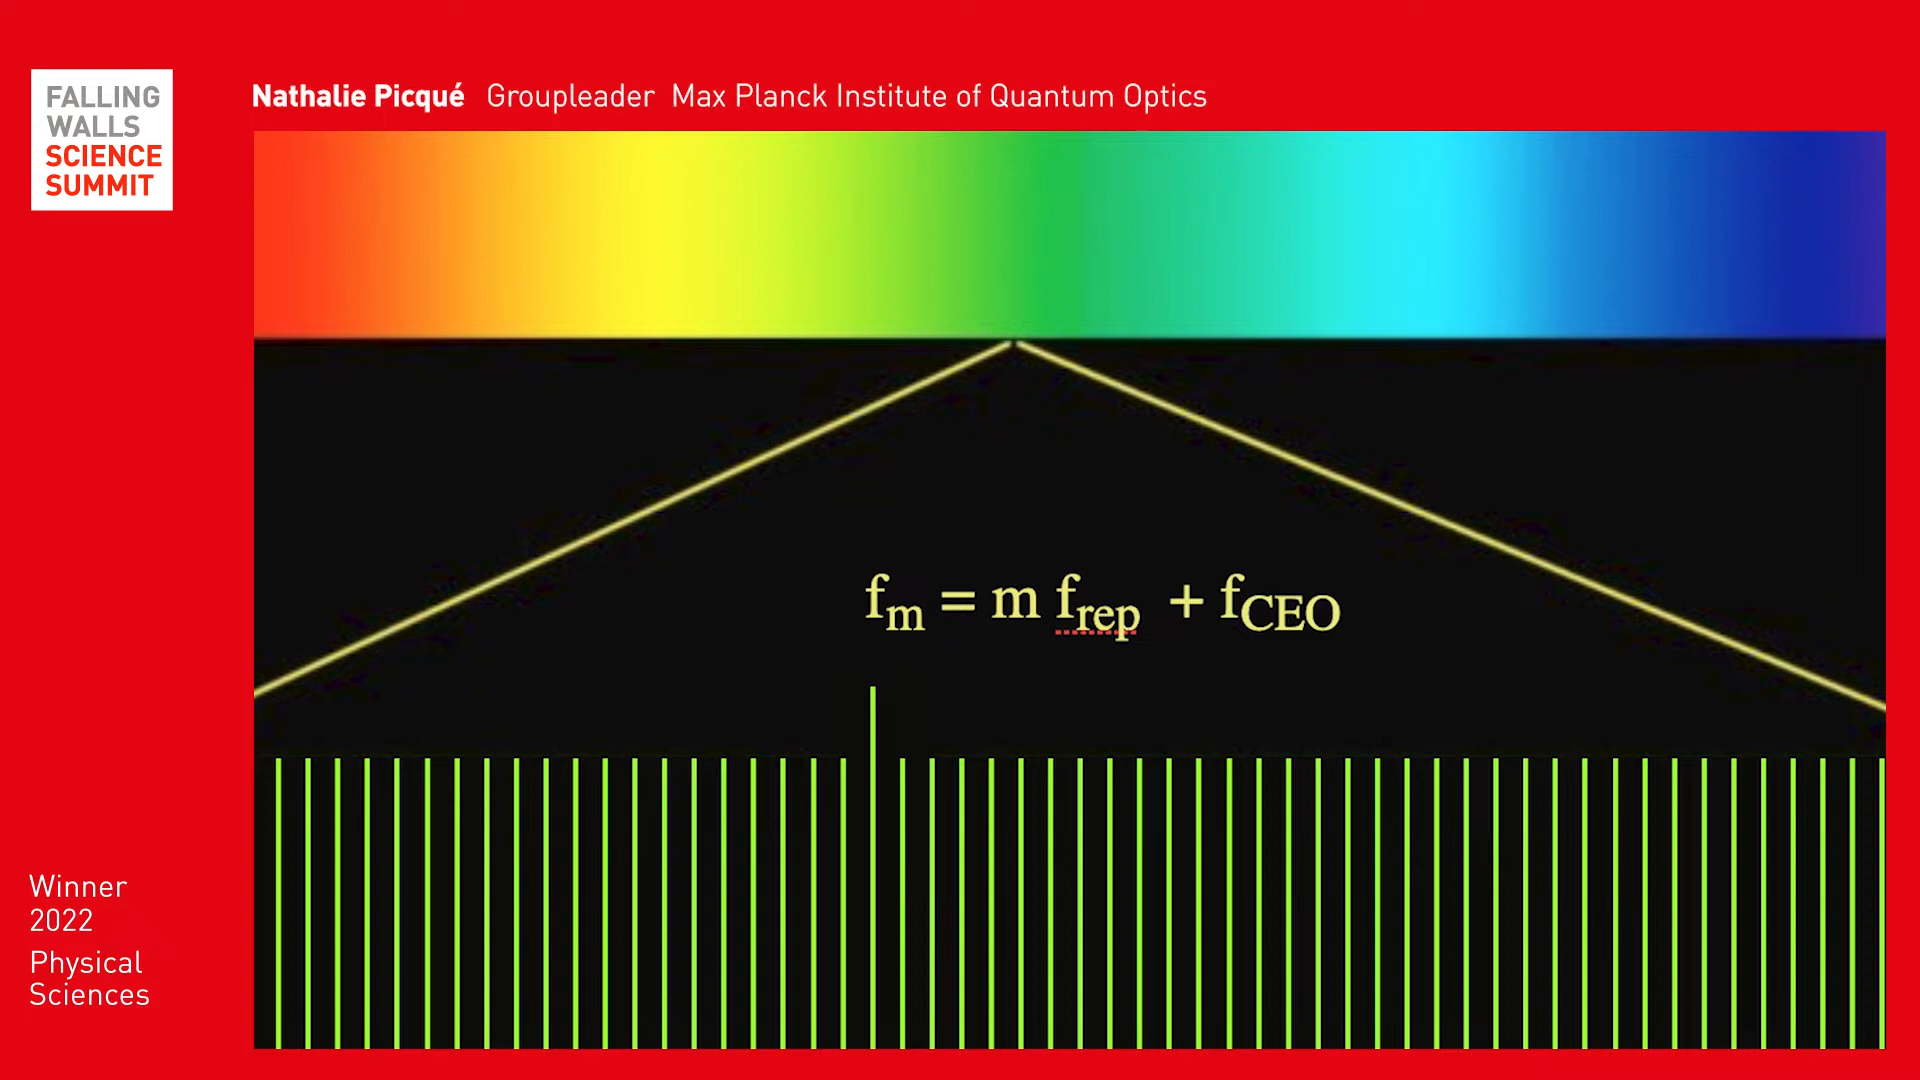 FALLING
WALLS
SCIENCE
SUMMIT
Nathalie Picqué Groupleader Max Planck Institute of Quantum Optics
fm = m frep + fCEO
Winner
2022
Physical
Sciences